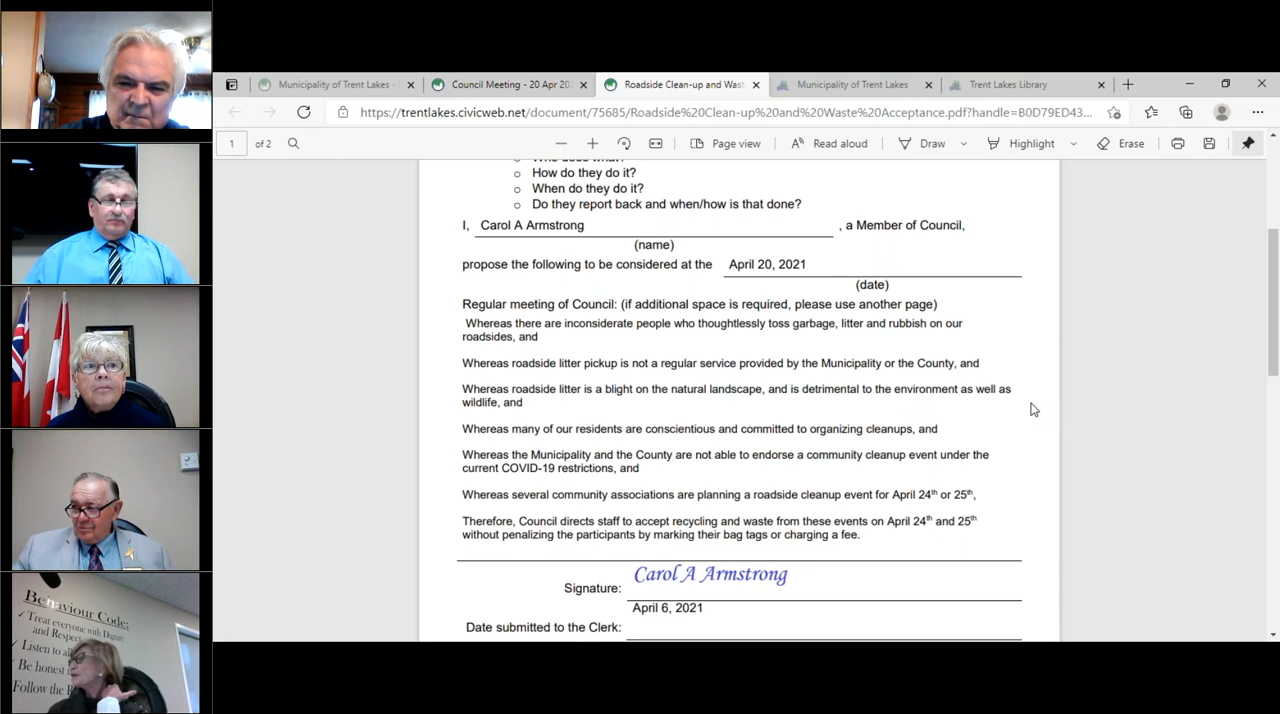 Municipality of Trent Lakes -
Council Meeting - 20 Apr 202
Roadside Clean-up and Wast
Municipality of Trent Lakes
Trent Lakes Library
https://trentlakes.civicweb.net/document/75685/Roadside%20Clean-up%20and%20Waste%20Acceptance.pdf?handle=B0D79ED43...
1 of 2
Page view
Read aloud
Draw
Highlight
Erase
Who does what?
o How do they do it?
o When do they do it?
o Do they report back and when/how is that done?
I, Carol A Armstrong , a Member of Council,
(name)
propose the following to be considered at the April 20, 2021
(date)
Regular meeting of Council: (if additional space is required, please use another page)
Whereas there are inconsiderate people who thoughtlessly toss garbage, litter and rubbish on our
roadsides, and
Whereas roadside litter pickup is not a regular service provided by the Municipality or the County, and
Whereas roadside litter is a blight on the natural landscape, and is detrimental to the environment as well as
wildlife, and
Whereas many of our residents are conscientious and committed to organizing cleanups, and
Whereas the Municipality and the County are not able to endorse a community cleanup event under the
current COVID-19 restrictions, and
Whereas several community associations are planning a roadside cleanup event for April 24th or 25th,
Therefore, Council directs staff to accept recycling and waste from these events on April 24th and 25th
without penalizing the participants by marking their bag tags or charging a fee.
Signature: Carol A Armstrong
April 6, 2021
Date submitted to the Clerk:
Behaviour Code:
✓ Treat everyone with Dignity
and Respect
✓ Listen to all
Be honest
Follow the R